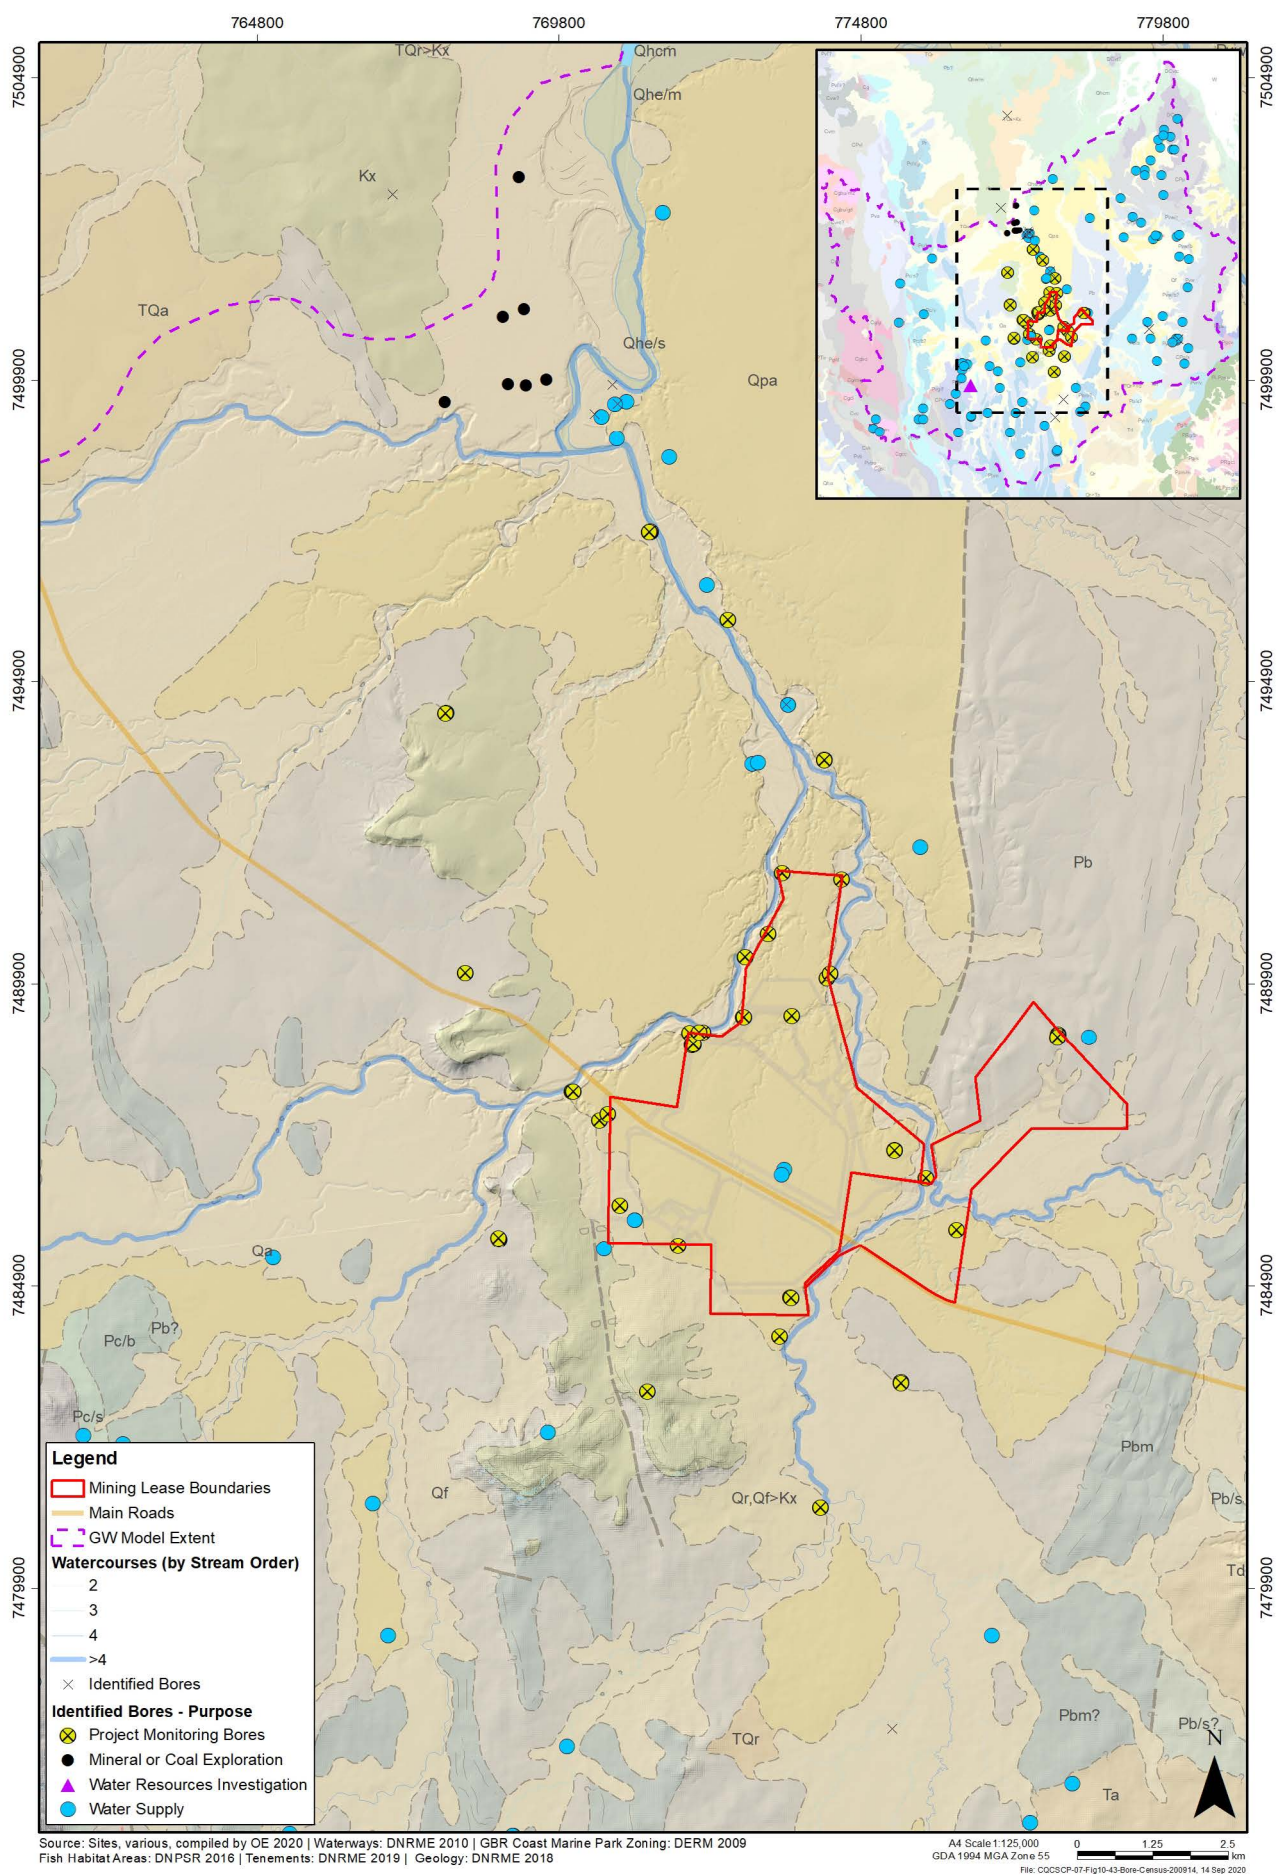 764800 769800 774800 779800
7504900 7504900
TQr>Kx Qhcm
Qhe/m
Kx
TQa
Qhe/s
7499900 7499900
Qpa
7494900 7494900
Pb
7489900 7489900
Qa
7484900 7484900
Pc/b Pb?
Pc/s
Pbm
Qf
Qr,Qf>Kx
Pb/s
7479900 7479900
Td
TQr
Pbm?
Pb/s?
Ta
N
Legend
Mining Lease Boundaries
Main Roads
GW Model Extent
Watercourses (by Stream Order)
2
3
4
>4
Identified Bores
Identified Bores - Purpose
Project Monitoring Bores
Mineral or Coal Exploration
Water Resources Investigation
Water Supply
Source: Sites, various, compiled by OE 2020 | Waterways: DNRME 2010 | GBR Coast Marine Park Zoning: DERM 2009
Fish Habitat Areas: DNPSR 2016 | Tenements: DNRME 2019 | Geology: DNRME 2018
A4 Scale 1:125,000
GDA 1994 MGA Zone 55
0 1.25 2.5
km
File: CQCSCP-07-Fig10-43-Bore-Census-200914, 14 Sep 2020